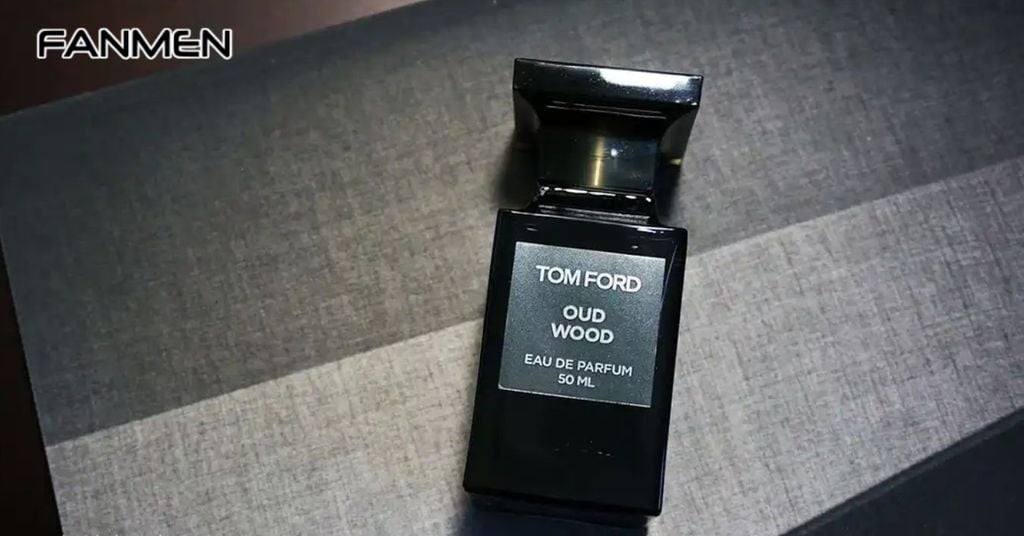 FANMEN
TOM FORD
OUD
WOOD
EAU DE PARFUM
50 ML